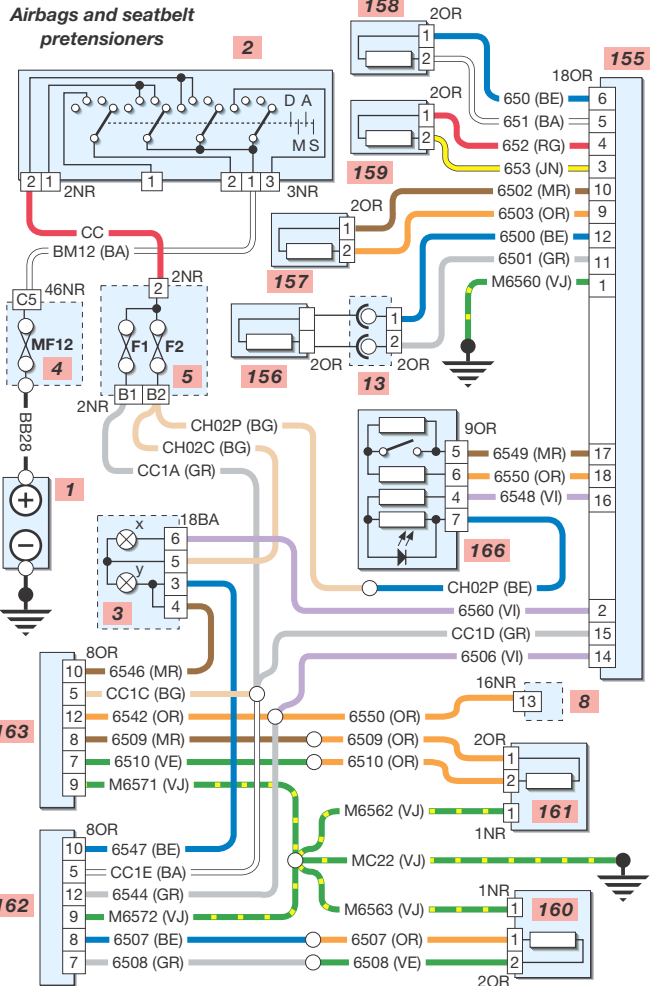 Airbags and seatbelt
pretensioners
2
D A
M S
2 1
2NR
1
2 1 3
3NR
CC
BM12 (BA)
C5
46NR
MF12
4
BB28
1
2
2NR
F1
F2
5
B1 B2
2NR
CH02P (BG)
CH02C (BG)
CC1A (GR)
158
2OR
1
2
159
2OR
1
2
157
2OR
1
2
156
2OR
13
1
2
2OR
155
18OR
650 (BE) 6
651 (BA) 5
652 (RG) 4
653 (JN) 3
6502 (MR) 10
6503 (OR) 9
6500 (BE) 12
6501 (GR) 11
M6560 (VJ) 1
9OR
5 6549 (MR) 17
6 6550 (OR) 18
4 6548 (VI) 16
7
166
CH02P (BE)
6560 (VI) 2
CC1D (GR) 15
6506 (VI) 14
18BA
x
y
6
5
3
4
3
8OR
10 6546 (MR)
5 CC1C (BG)
12 6542 (OR)
8 6509 (MR)
7 6510 (VE)
9 M6571 (VJ)
163
6550 (OR)
6509 (OR)
6510 (OR)
16NR
13
8
2OR
1
2
161
1
1NR
M6562 (VJ)
MC22 (VJ)
M6563 (VJ)
8OR
10 6547 (BE)
5 CC1E (BA)
12 6544 (GR)
9 M6572 (VJ)
8 6507 (BE)
7 6508 (GR)
162
6507 (OR)
6508 (VE)
1NR
1
160
1
2
2OR